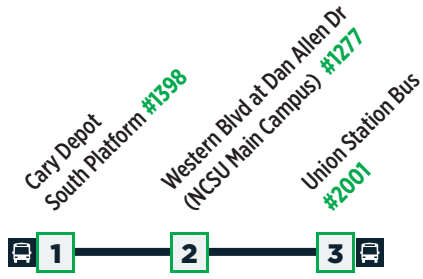 Cary Depot
South Platform #1398
Western Blvd at Dan Allen Dr
(NCSU Main Campus) #1277
Union Station Bus
#2001
1
2
3